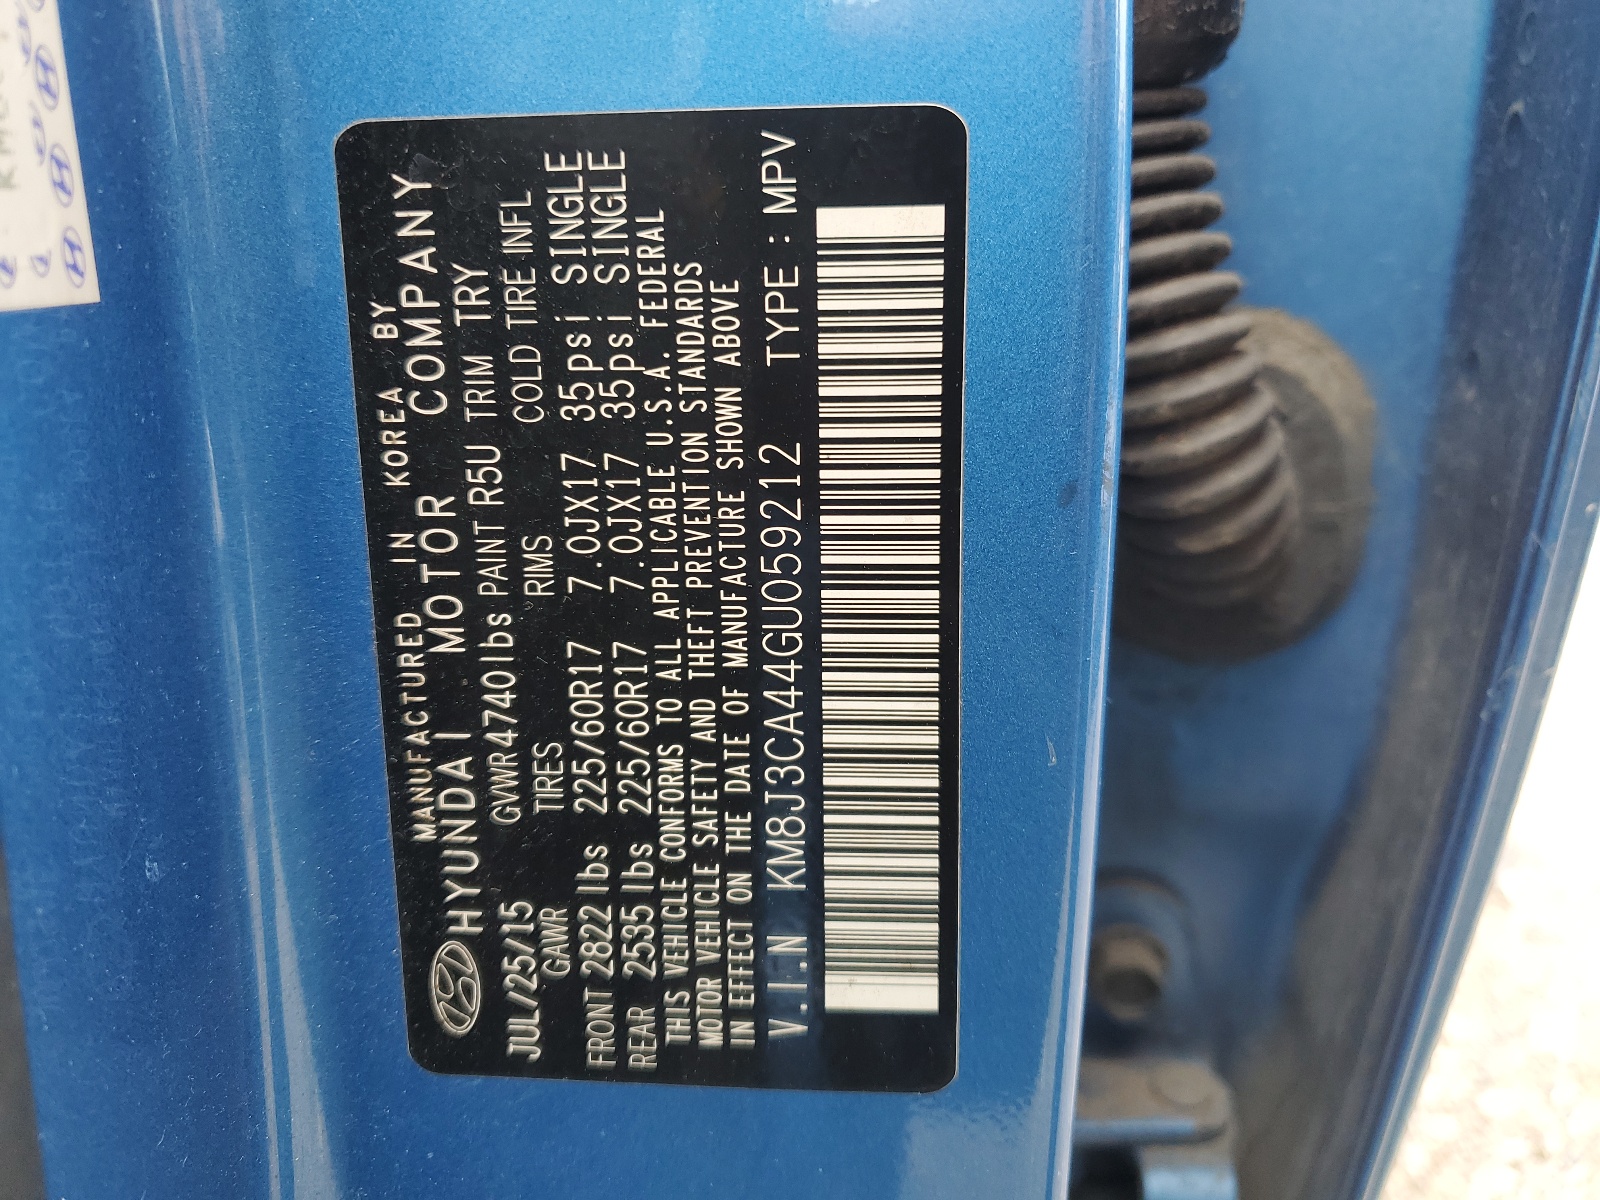 MANUFACTURED IN KOREA BY
HYUNDAI MOTOR COMPANY
JUL/25/15 GVWR4740lbs PAINT R5U TRIM TRY
GAWR TIRES RIMS COLD TIRE INFL
FRONT 2822 lbs 225/60R17 7.0JX17 35psi SINGLE
REAR 2535 lbs 225/60R17 7.0JX17 35psi SINGLE
THIS VEHICLE CONFORMS TO ALL APPLICABLE U.S.A. FEDERAL
MOTOR VEHICLE SAFETY AND THEFT PREVENTION STANDARDS
IN EFFECT ON THE DATE OF MANUFACTURE SHOWN ABOVE
V.I.N KM8J3CA44GU059212 TYPE : MPV